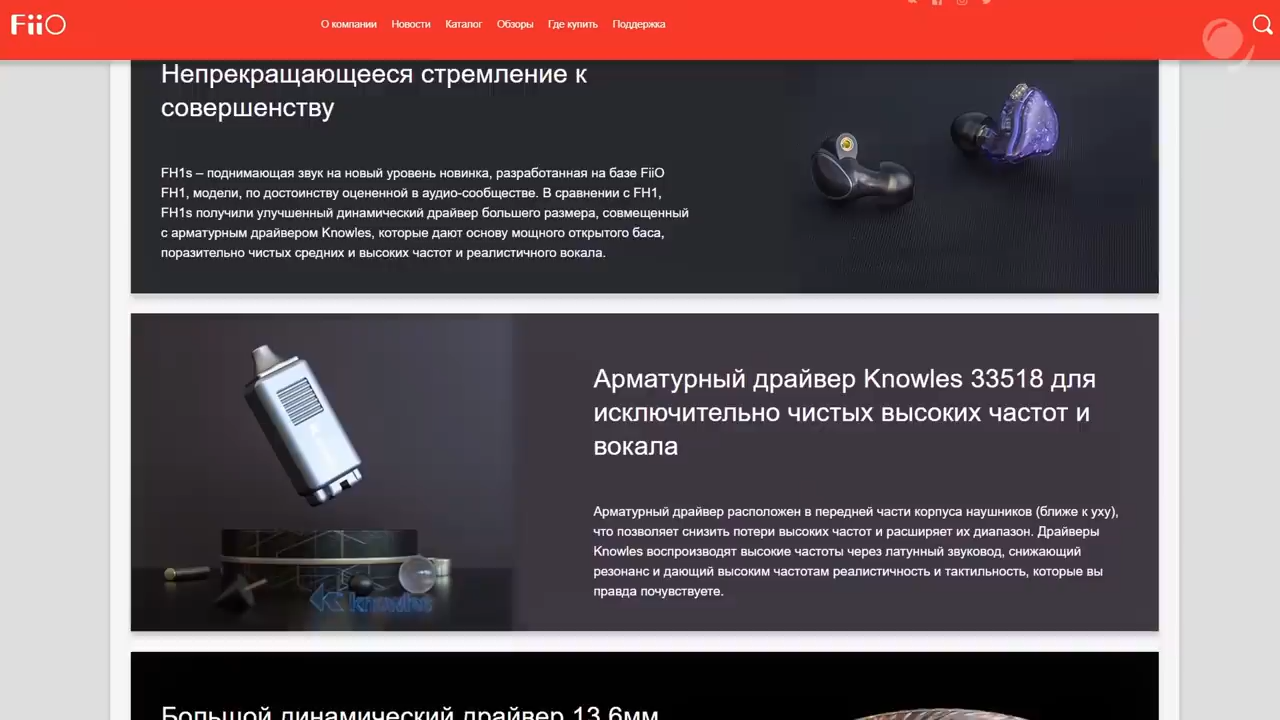 FiiO
О компании Новости Каталог Обзоры Где купить Поддержка
Непрекращающееся стремление к
совершенству
FH1s – поднимающая звук на новый уровень новинка, разработанная на базе FiiO
FH1, модели, по достоинству оцененной в аудио-сообществе. В сравнении с FH1,
FH1s получили улучшенный динамический драйвер большего размера, совмещенный
с арматурным драйвером Knowles, которые дают основу мощного открытого баса,
поразительно чистых средних и высоких частот и реалистичного вокала.
Арматурный драйвер Knowles 33518 для
исключительно чистых высоких частот и
вокала
Арматурный драйвер расположен в передней части корпуса наушников (ближе к уху),
что позволяет снизить потери высоких частот и расширяет их диапазон. Драйверы
Knowles воспроизводят высокие частоты через латунный звуковод, снижающий
резонанс и дающий высоким частотам реалистичность и тактильность, которые вы
правда почувствуете.
knowles
Большой динамический драйвер 13.6мм